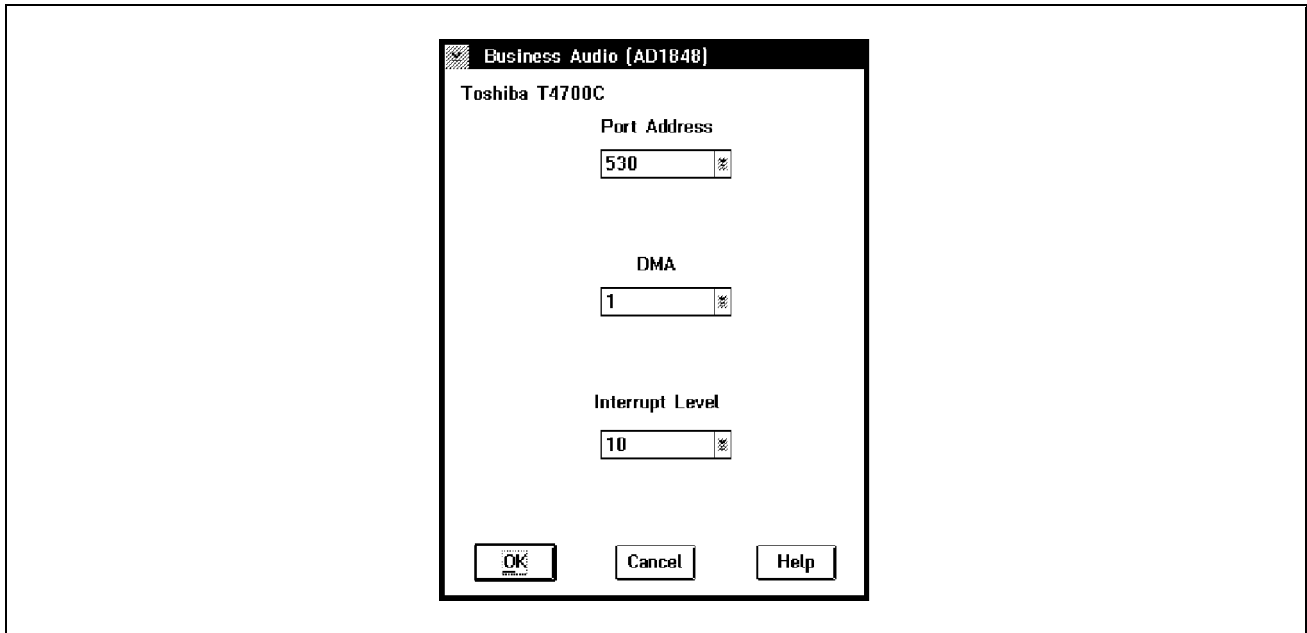 Business Audio (AD1848)
Toshiba T4700C
Port Address
530
DMA
1
Interrupt Level
10
OK Cancel Help